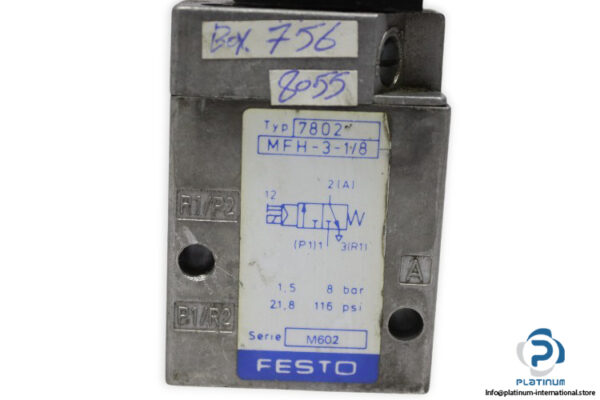 Box. 756
8055
Typ 7802
MFH-3-1/8
2(A)
12
(P1)1 3(R1)
R1/P2
A
1,5 8 bar
21,8 116 psi
P1/R2
Serie M602
FESTO
PLATINUM
Info@platinum-international.store